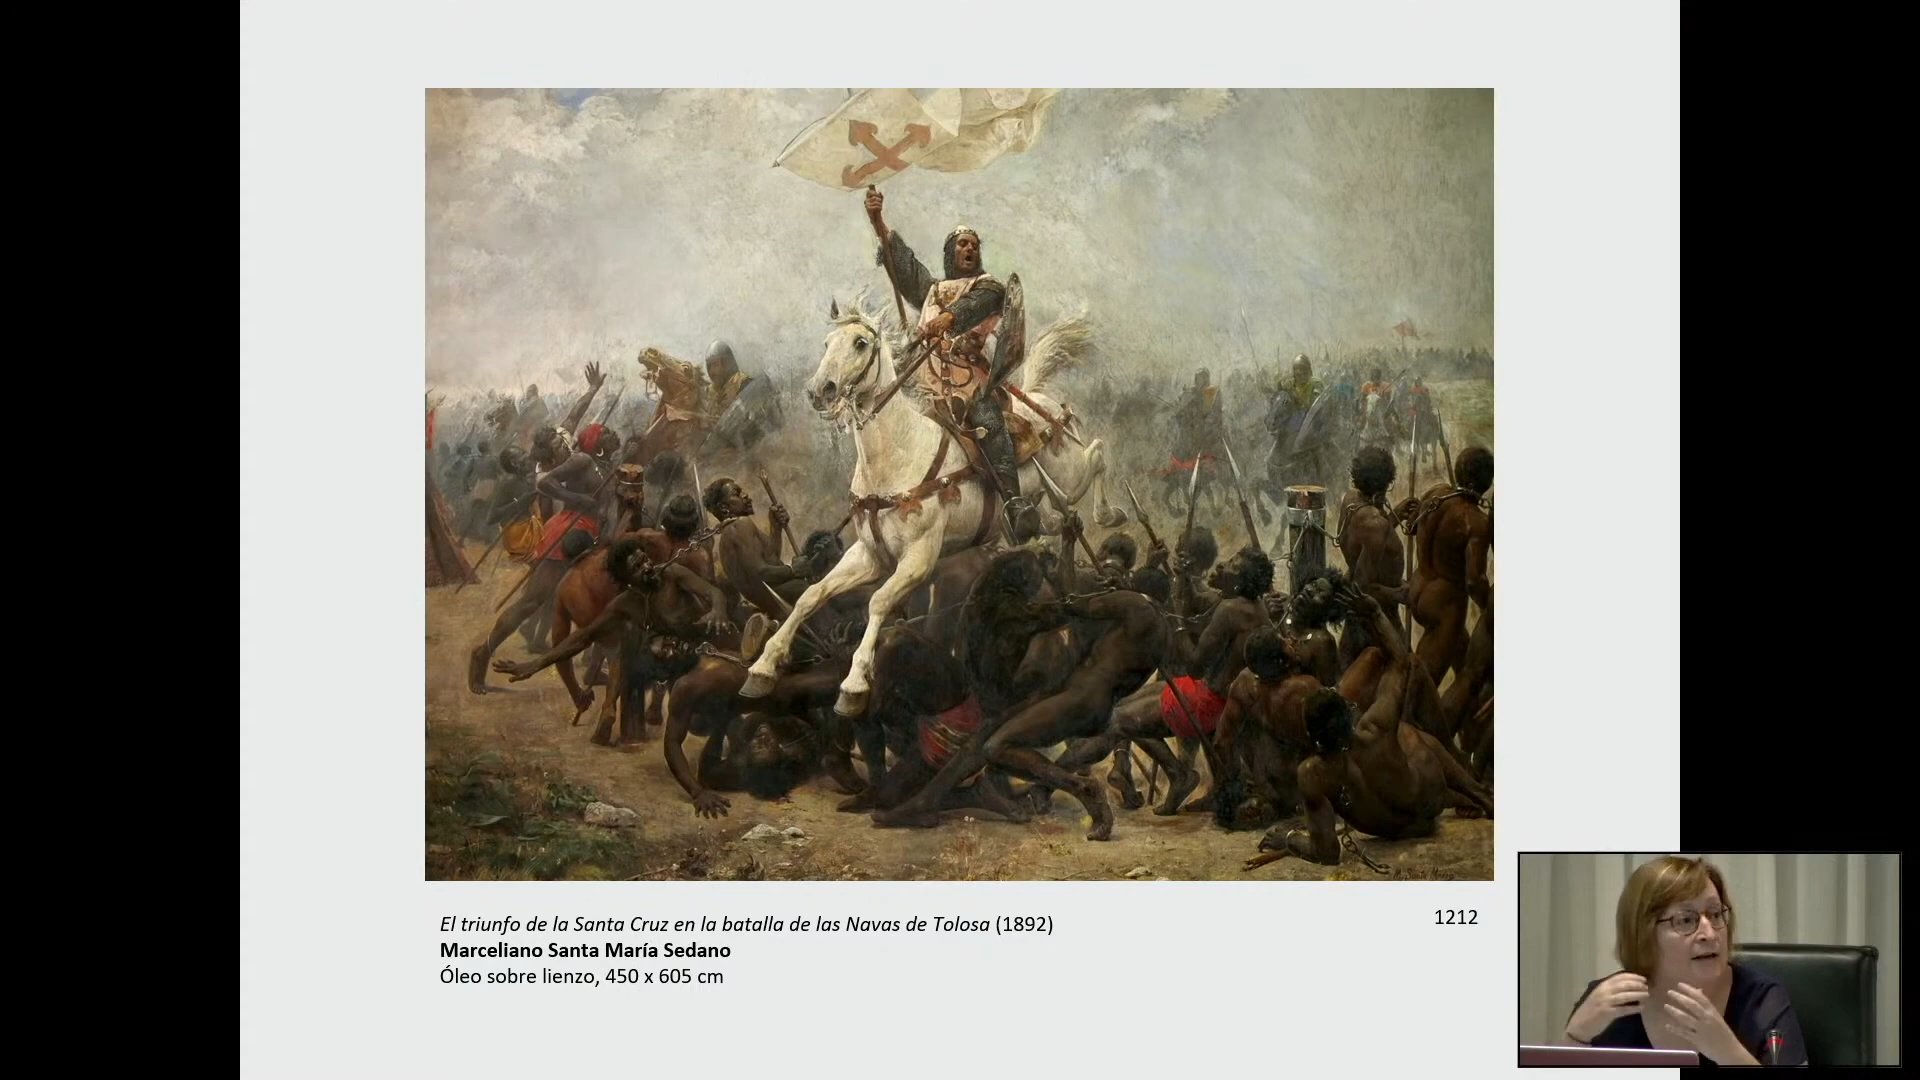 El triunfo de la Santa Cruz en la batalla de las Navas de Tolosa (1892)
1212
Marceliano Santa María Sedano
Óleo sobre lienzo, 450 x 605 cm